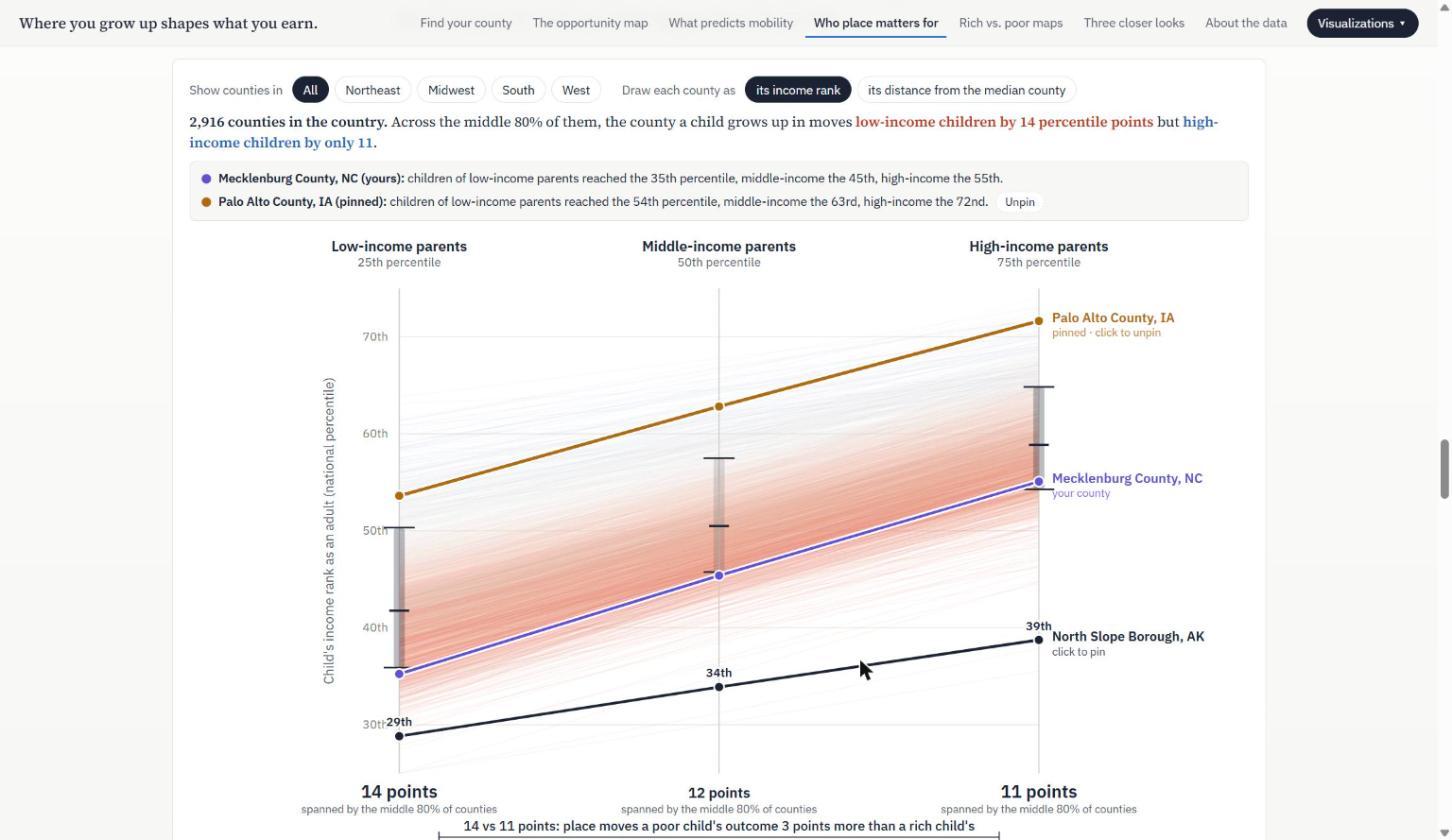 Where you grow up shapes what you earn.
Find your county
The opportunity map
What predicts mobility
Who place matters for
Rich vs. poor maps
Three closer looks
About the data
Visualizations ▾
Show counties in
All
Northeast
Midwest
South
West
Draw each county as
its income rank
its distance from the median county
2,916 counties in the country. Across the middle 80% of them, the county a child grows up in moves low-income children by 14 percentile points but high-
income children by only 11.
Mecklenburg County, NC (yours): children of low-income parents reached the 35th percentile, middle-income the 45th, high-income the 55th.
Palo Alto County, IA (pinned): children of low-income parents reached the 54th percentile, middle-income the 63rd, high-income the 72nd.
Unpin
Low-income parents
25th percentile
Middle-income parents
50th percentile
High-income parents
75th percentile
Child's income rank as an adult (national percentile)
70th
60th
50th
40th
30th
Palo Alto County, IA
pinned · click to unpin
Mecklenburg County, NC
your county
39th
North Slope Borough, AK
click to pin
34th
29th
14 points
spanned by the middle 80% of counties
12 points
spanned by the middle 80% of counties
11 points
spanned by the middle 80% of counties
14 vs 11 points: place moves a poor child's outcome 3 points more than a rich child's